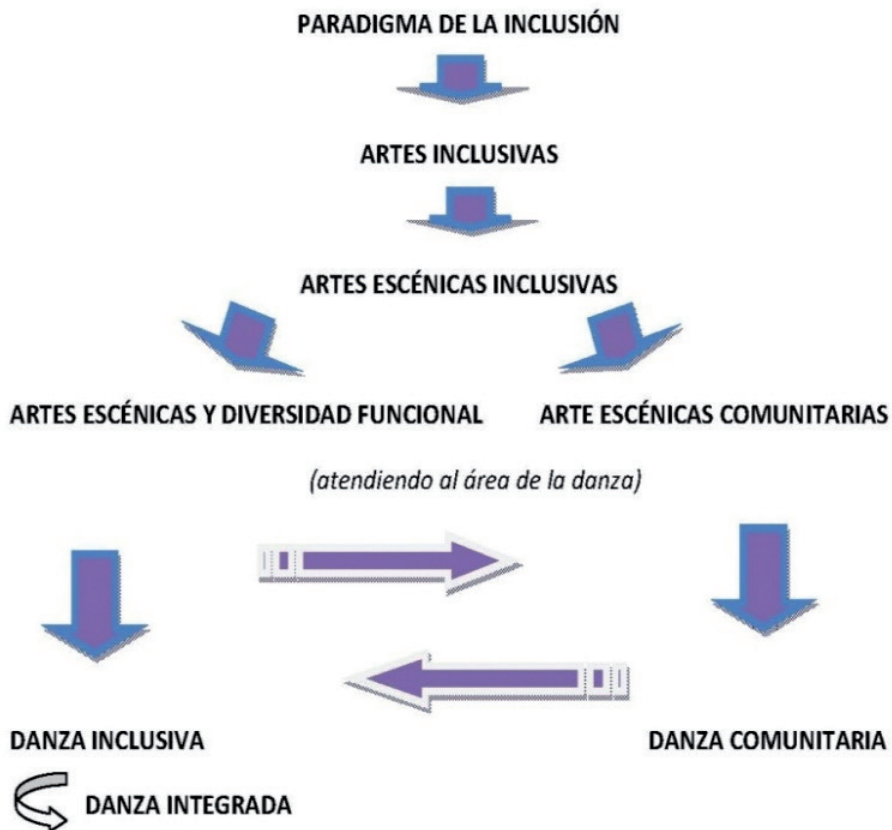 PARADIGMA DE LA INCLUSIÓN
ARTES INCLUSIVAS
ARTES ESCÉNICAS INCLUSIVAS
ARTES ESCÉNICAS Y DIVERSIDAD FUNCIONAL
ARTE ESCÉNICAS COMUNITARIAS
(atendiendo al área de la danza)
DANZA INCLUSIVA
DANZA COMUNITARIA
DANZA INTEGRADA